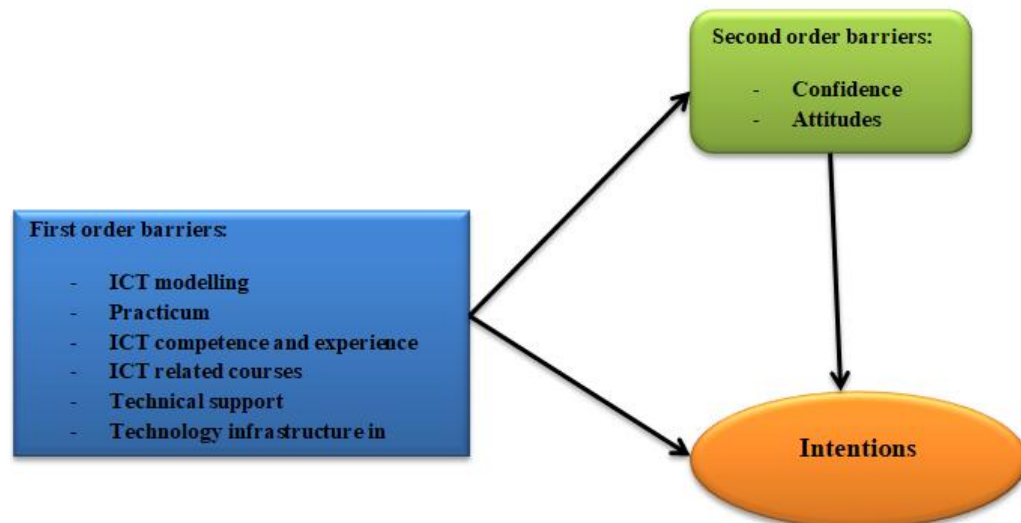 Second order barriers:
- Confidence
- Attitudes
First order barriers:
- ICT modelling
- Practicum
- ICT competence and experience
- ICT related courses
- Technical support
- Technology infrastructure in
Intentions